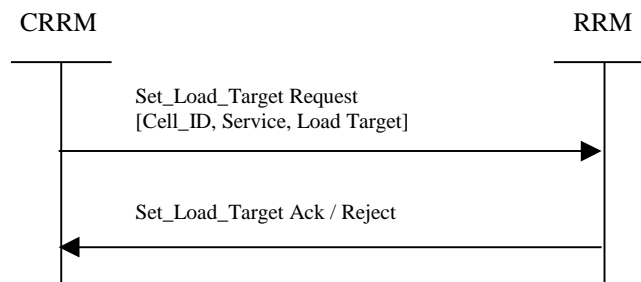 CRRM
RRM
Set_Load_Target Request
[Cell_ID, Service, Load Target]
Set_Load_Target Ack / Reject